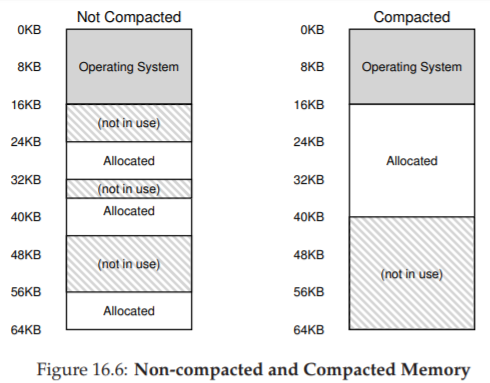 Not Compacted
0KB
8KB
Operating System
16KB
(not in use)
24KB
Allocated
32KB
(not in use)
40KB
Allocated
48KB
(not in use)
56KB
Allocated
64KB
Compacted
0KB
8KB
Operating System
16KB
24KB
Allocated
32KB
40KB
48KB
(not in use)
56KB
64KB
Figure 16.6: Non-compacted and Compacted Memory